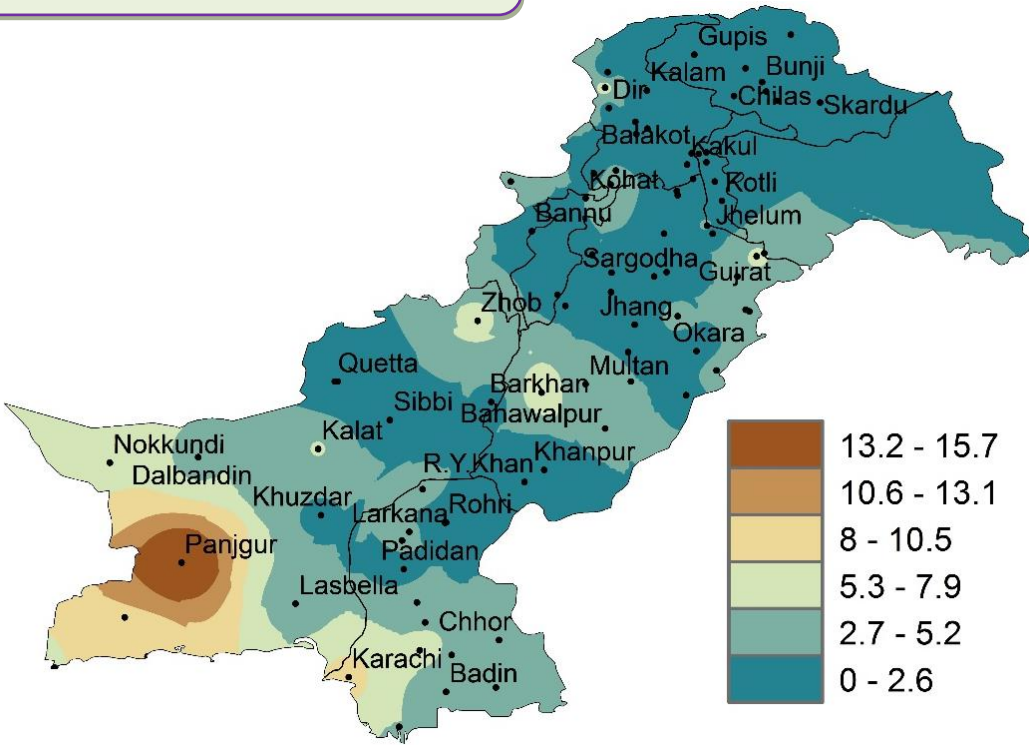 Gupis
Kalam
Bunji
Dir
Chilas
Skardu
Balakot
Kakul
Kohat
Kotli
Bannu
Jhelum
Sargodha
Gujrat
Zhob
Jhang
Okara
Quetta
Multan
Barkhan
Sibbi
Bahawalpur
Kalat
Nokkundi
Dalbandin
R.Y.Khan
Khanpur
Khuzdar
Rohri
Larkana
Panjgur
Padidan
Lasbella
Chhor
Karachi
Badin
13.2 - 15.7
10.6 - 13.1
8 - 10.5
5.3 - 7.9
2.7 - 5.2
0 - 2.6